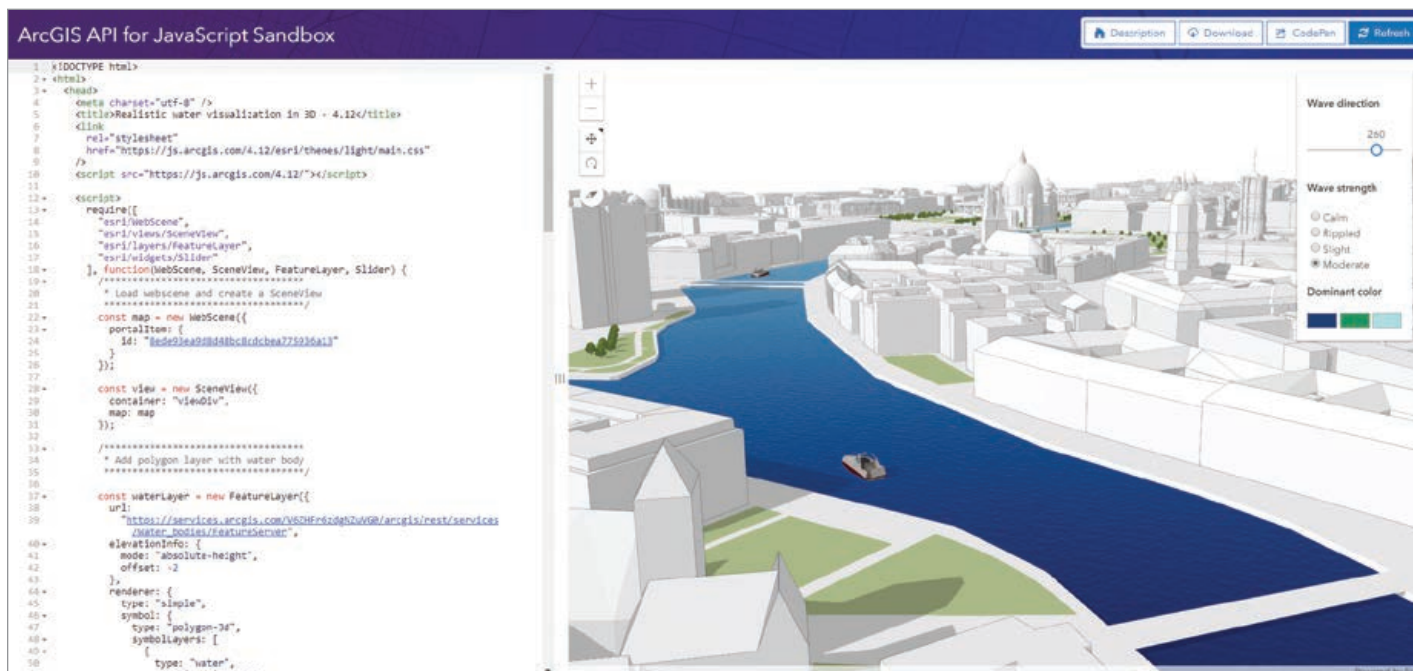 ArcGIS API for JavaScript Sandbox
Description
Download
CodePen
Refresh
1 <!DOCTYPE html>
2 <html>
3 <head>
4 <meta charset="utf-8" />
5 <title>Realistic water visualization in 3D - 4.12</title>
6 <link
7 rel="stylesheet"
8 href="https://js.arcgis.com/4.12/esri/themes/light/main.css"
9 />
10 <script src="https://js.arcgis.com/4.12/"></script>
11
12 <script>
13 require([
14 "esri/WebScene",
15 "esri/views/SceneView",
16 "esri/layers/FeatureLayer",
17 "esri/widgets/Slider"
18 ], function(WebScene, SceneView, FeatureLayer, Slider) {
19 /***********************************
20 * Load webscene and create a SceneView
21 ***********************************/
22 const map = new WebScene({
23 portalItem: {
24 id:
25 }
26 });
27
28 const view = new SceneView({
29 container: "viewDiv",
30 map: map
31 });
32
33 /***********************************
34 * Add polygon layer with water body
35 ***********************************/
36
37 const waterLayer = new FeatureLayer({
38 url:
39 "https://services.arcgis.com/V6ZHFr6zdgNZuVG0/arcgis/rest/services
/Water_bodies/FeatureServer",
40 elevationInfo: {
41 mode: "absolute-height",
42 offset: -2
43 },
44 renderer: {
45 type: "simple",
46 symbol: {
47 type: "polygon-3d",
48 symbolLayers: [
49 {
50 type: "water",
Wave direction
260
Wave strength
Calm
Rippled
Slight
Moderate
Dominant color